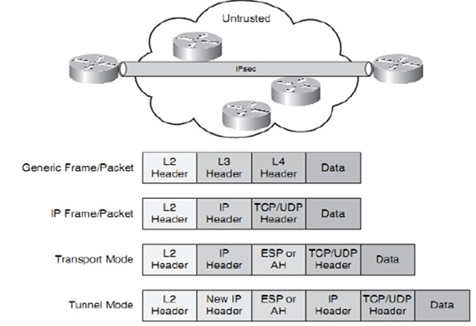 Untrusted
IPsec
Generic Frame/Packet
L2 Header
L3 Header
L4 Header
Data
IP Frame/Packet
L2 Header
IP Header
TCP/UDP Header
Data
Transport Mode
L2 Header
IP Header
ESP or AH
TCP/UDP Header
Data
Tunnel Mode
L2 Header
New IP Header
ESP or AH
IP Header
TCP/UDP Header
Data